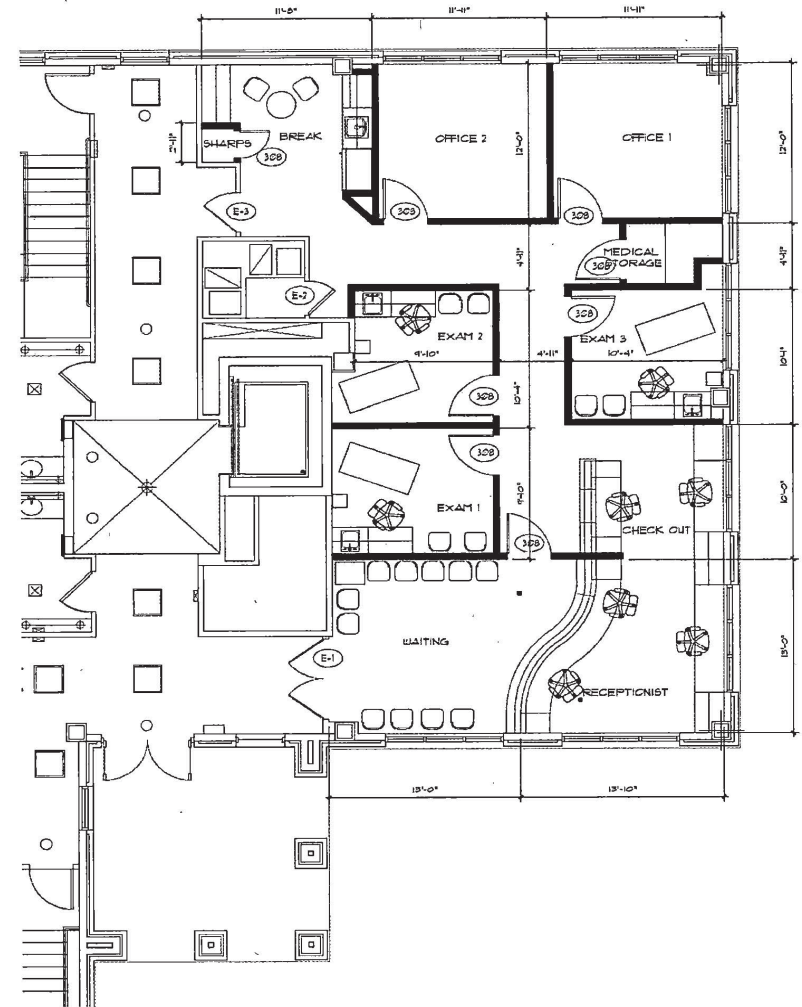 11'-8"
11'-11"
11'-11"
SHARPS
BREAK
OFFICE 2
OFFICE 1
2'-11"
308
12'-0"
12'-0"
E-3
308
308
MEDICAL
STORAGE
308
4'-11"
4'-11"
E-2
308
EXAM 2
EXAM 3
9'-10"
4'-11"
10'-4"
10'-4"
308
10'-4"
308
EXAM 1
9'-10"
CHECK OUT
10'-0"
308
WAITING
E-1
RECEPTIONIST
13'-0"
13'-0"
13'-10"